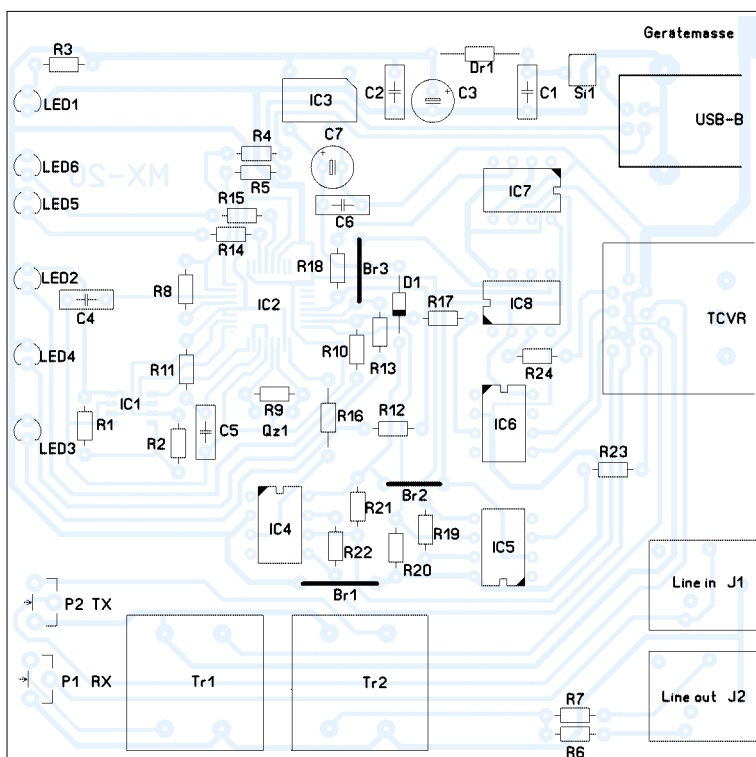 Gerätemasse
R3
Dr1
C2
C3
C1
Si1
LED1
IC3
USB-B
R4
C7
MX-20
LED6
R5
IC7
LED5
R15
C6
R14
LED2
R18
Br3
R8
D1
C4
IC2
R17
IC8
TCVR
LED4
R10
R13
R24
R11
IC1
R9
R1
R16
R12
IC6
LED3
R2
C5
Qz1
R23
Br2
R21
IC4
R19
IC5
R22
R20
Line in J1
Br1
P2 TX
P1 RX
Tr1
Tr2
Line out J2
R7
R6